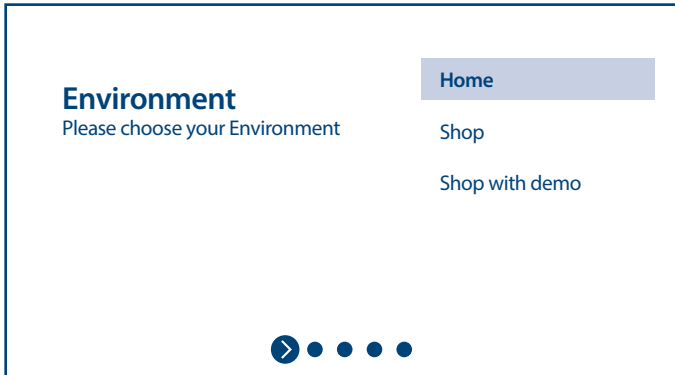 Environment
Please choose your Environment
Home
Shop
Shop with demo